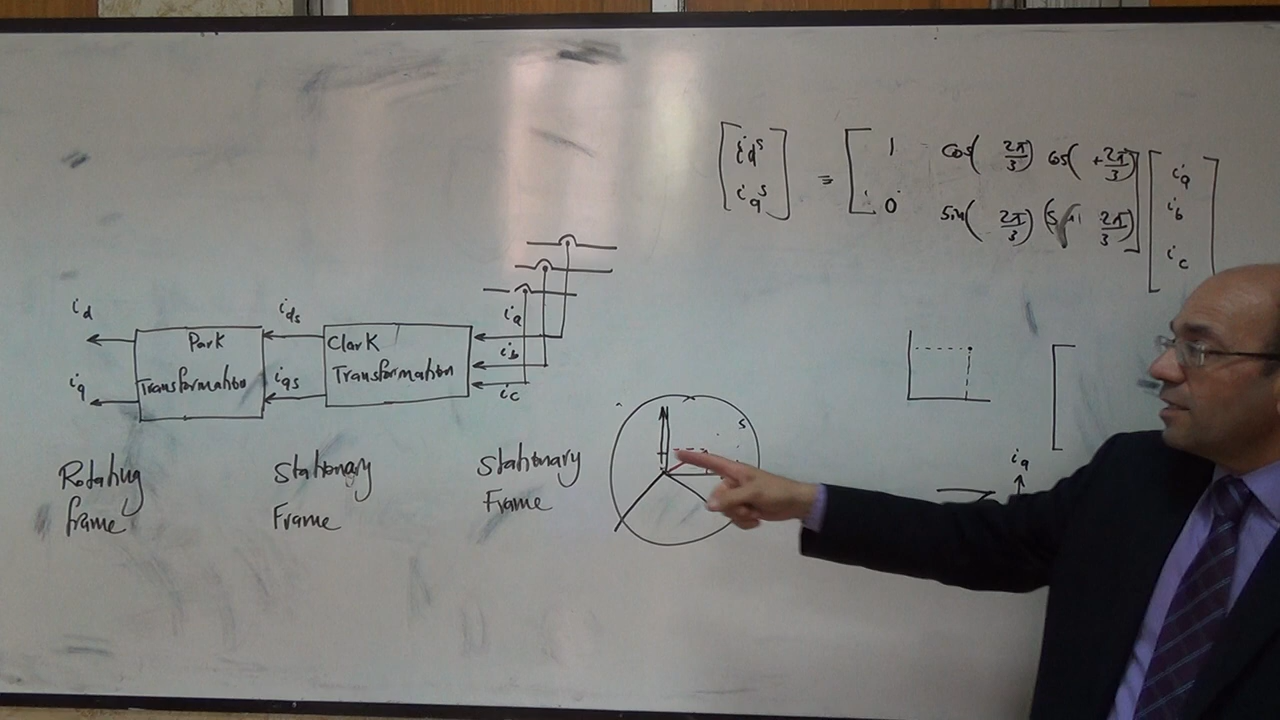 [ i_d^s ] = [ 1 cos( 2π/3) cos( +2π/3) ] [ i_a ]
[ i_q^s ] [ 0 sin( 2π/3) ( 2π/3) ] [ i_b ]
[ i_c ]
i_a
i_b
i_c
Clark
Transformation
i_ds
i_qs
Park
Transformation
i_d
i_q
Rotating
frame
Stationary
Frame
Stationary
Frame
s
i_q